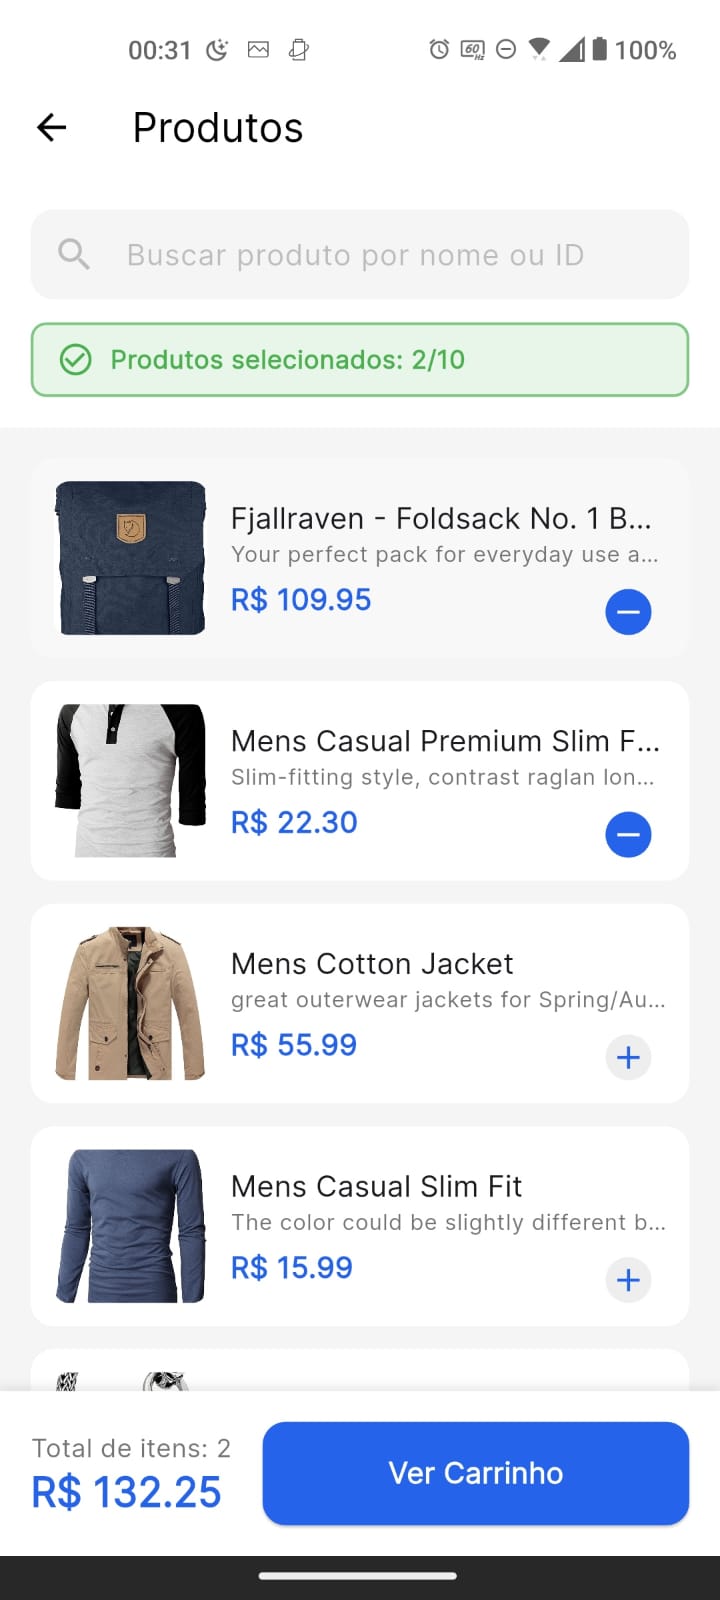 00:31
60Hz
100%
Produtos
Buscar produto por nome ou ID
Produtos selecionados: 2/10
Fjallraven - Foldsack No. 1 B...
Your perfect pack for everyday use a...
R$ 109.95
Mens Casual Premium Slim F...
Slim-fitting style, contrast raglan lon...
R$ 22.30
Mens Cotton Jacket
great outerwear jackets for Spring/Au...
R$ 55.99
Mens Casual Slim Fit
The color could be slightly different b...
R$ 15.99
Total de itens: 2
R$ 132.25
Ver Carrinho